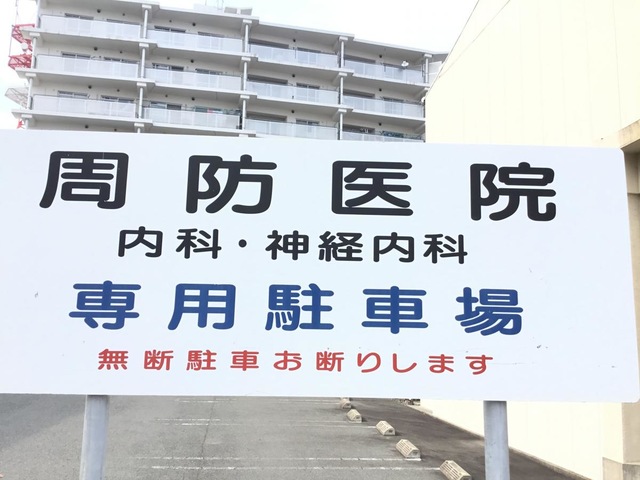 周防医院
内科・神経内科
専用駐車場
無断駐車お断りします